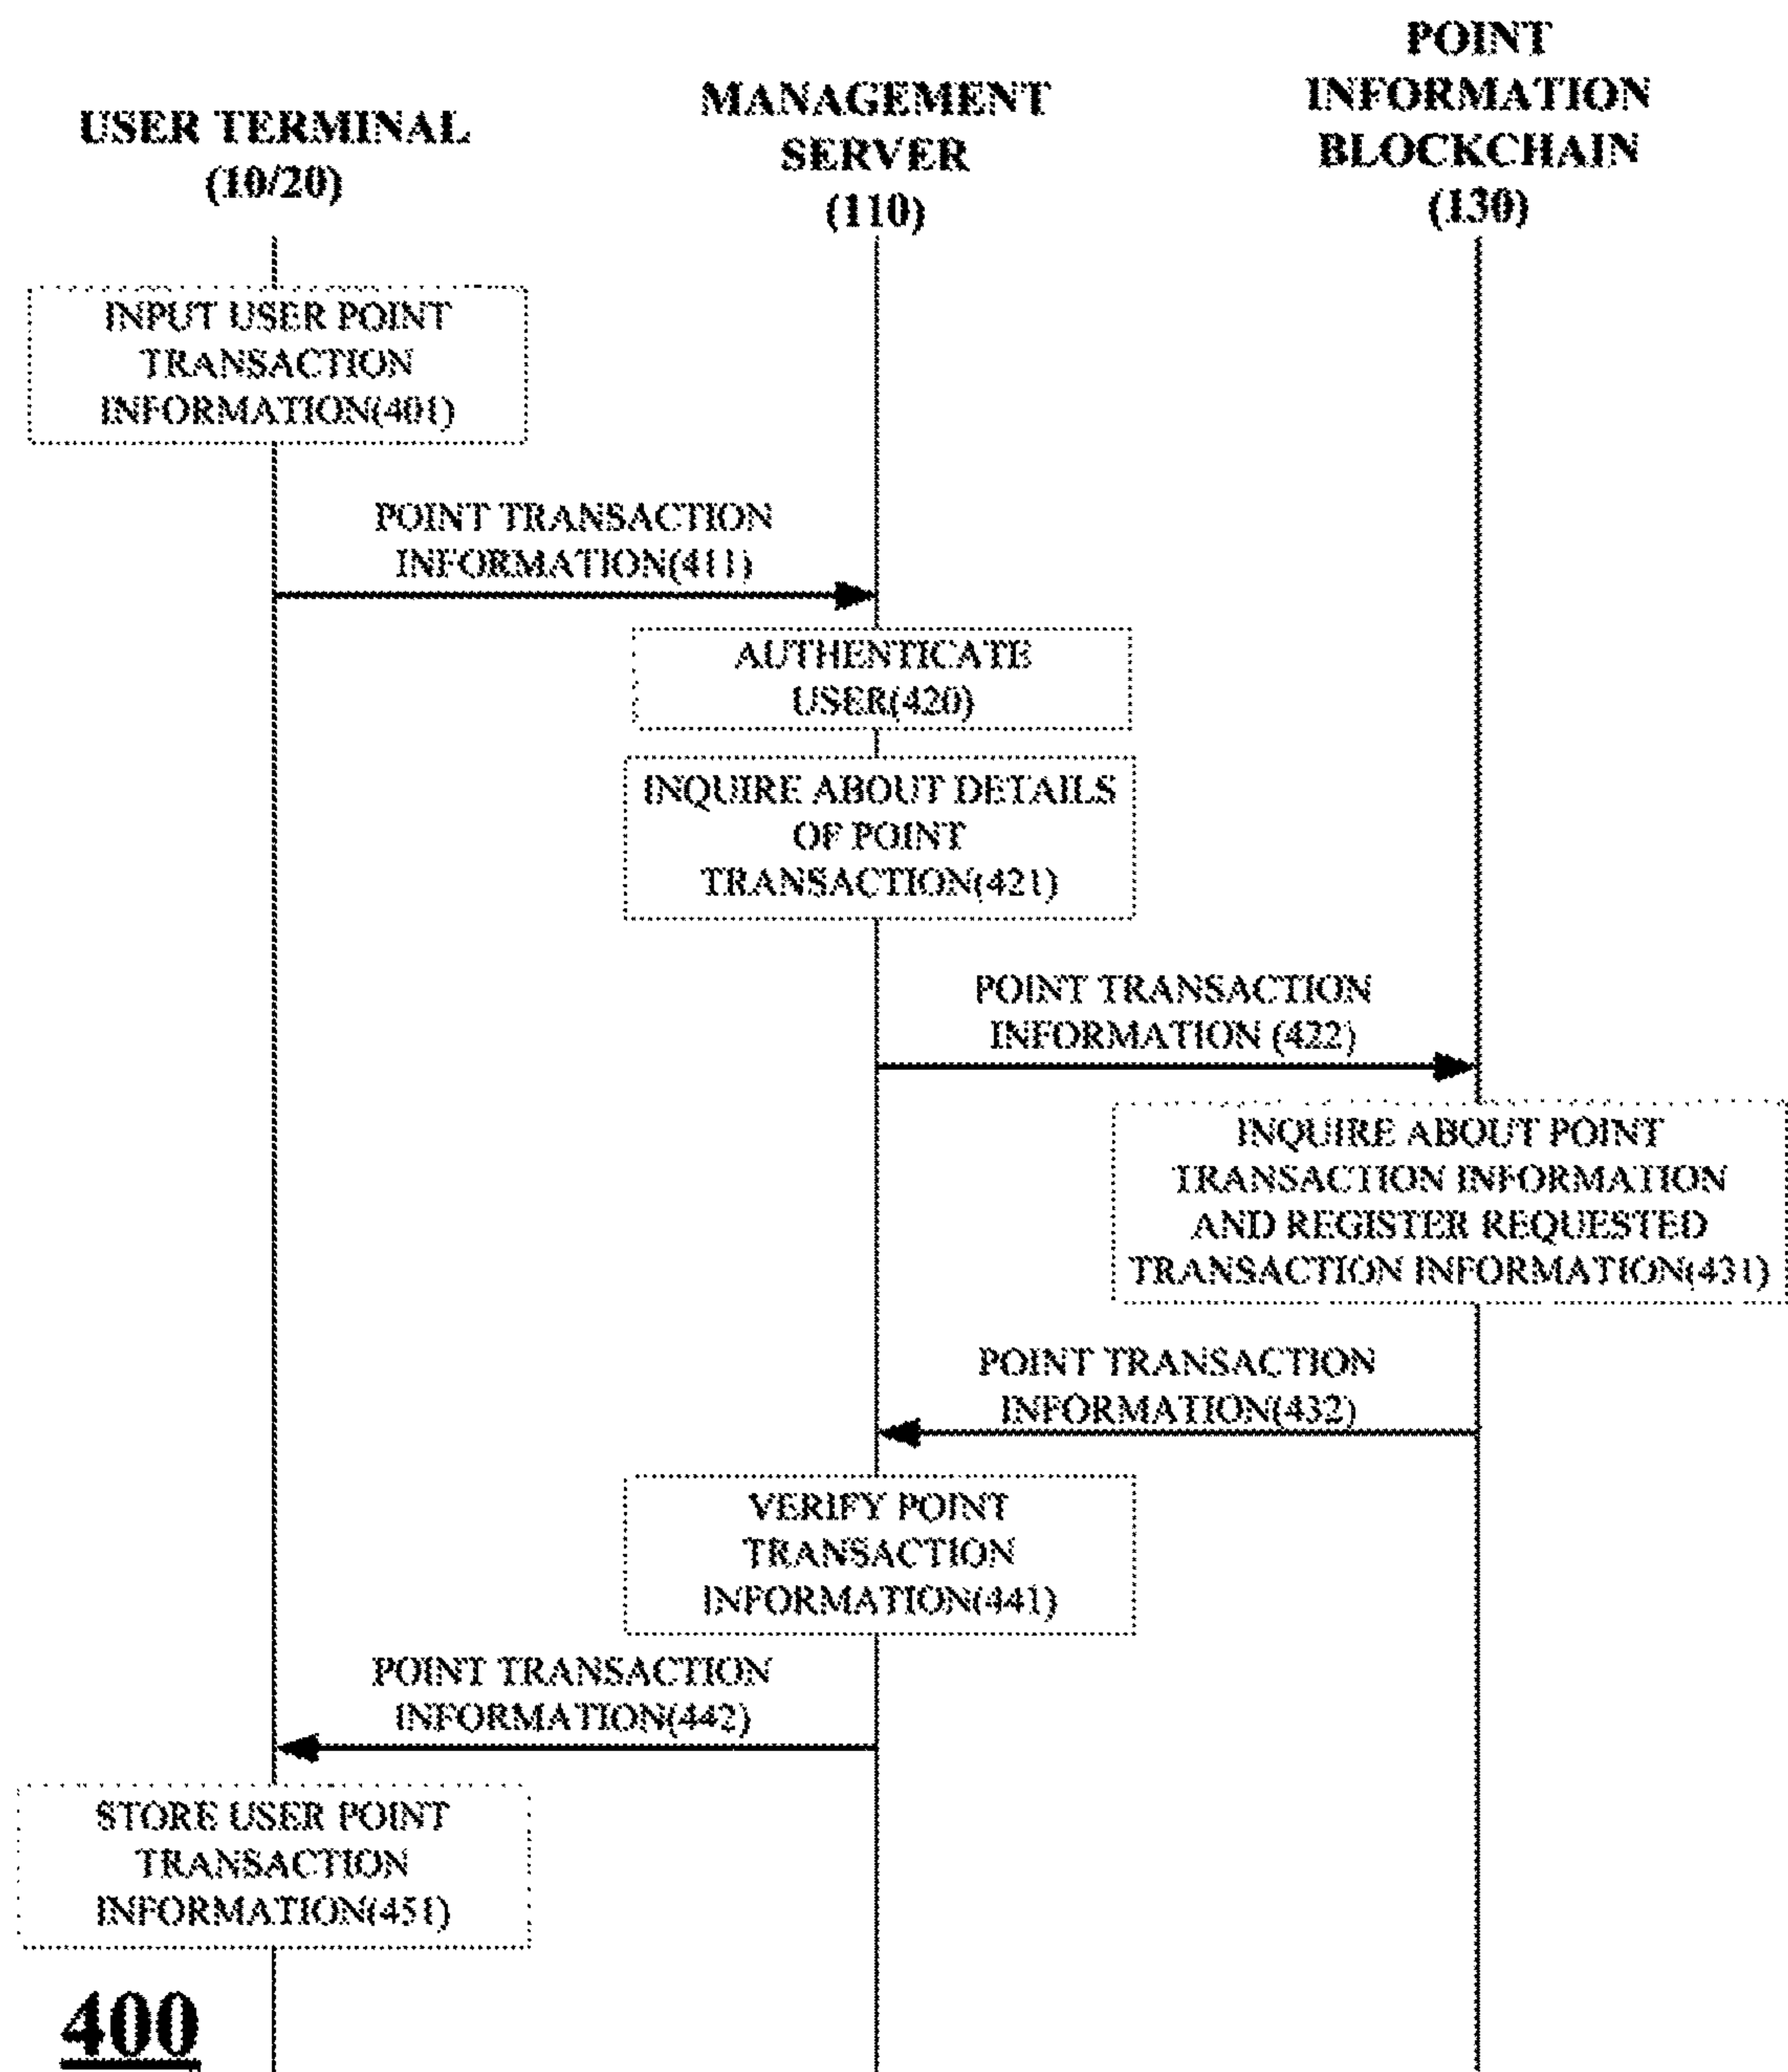 USER TERMINAL
(10/20)
MANAGEMENT
SERVER
(110)
POINT
INFORMATION
BLOCKCHAIN
(130)
INPUT USER POINT
TRANSACTION
INFORMATION(401)
POINT TRANSACTION
INFORMATION(411)
AUTHENTICATE
USER(420)
INQUIRE ABOUT DETAILS
OF POINT
TRANSACTION(421)
POINT TRANSACTION
INFORMATION (422)
INQUIRE ABOUT POINT
TRANSACTION INFORMATION
AND REGISTER REQUESTED
TRANSACTION INFORMATION(431)
POINT TRANSACTION
INFORMATION(432)
VERIFY POINT
TRANSACTION
INFORMATION(441)
POINT TRANSACTION
INFORMATION(442)
STORE USER POINT
TRANSACTION
INFORMATION(451)
400